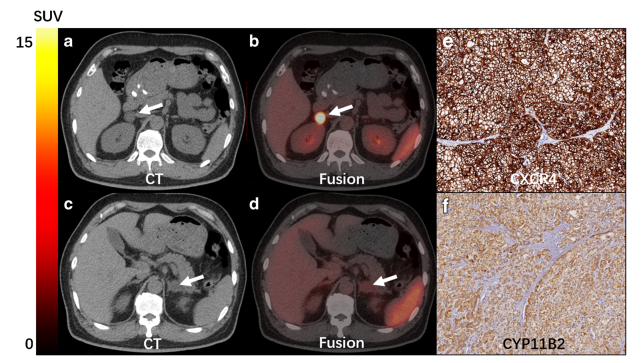 SUV
15
0
a
CT
b
Fusion
e
CXCR4
c
CT
d
Fusion
f
CYP11B2